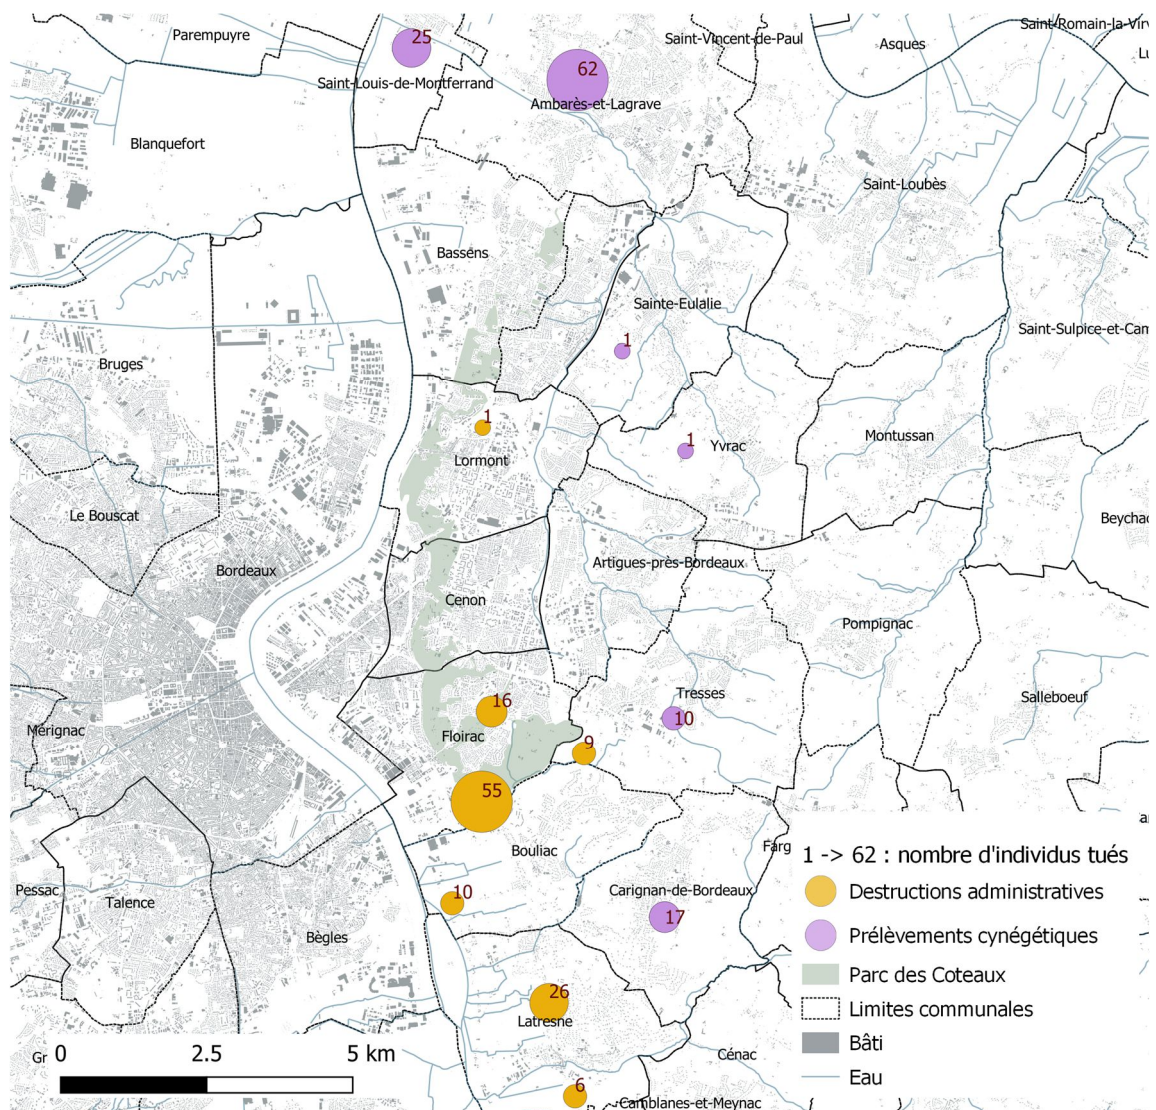 Parempuyre
25
Saint-Louis-de-Montferrand
62
Ambarès-et-Lagrave
Saint-Vincent-de-Paul
Asques
Saint-Romain-la-Virv
Lu
Blanquefort
Saint-Loubès
Bassens
Sainte-Eulalie
Saint-Sulpice-et-Cam
Bruges
1
1
Lormont
1
Yvrac
Montussan
Le Bouscat
Beychac
Bordeaux
Artigues-près-Bordeaux
Cenon
Pompignac
Mérignac
16
Floirac
Tresses
10
Salleboeuf
9
55
Bouliac
Farg
Pessac
Talence
10
Carignan-de-Bordeaux
17
Bègles
26
Latresne
Cénac
6
Camblanes-et-Meynac
Gr
0 2.5 5 km
1 -> 62 : nombre d'individus tués
Destructions administratives
Prélèvements cynégétiques
Parc des Coteaux
Limites communales
Bâti
Eau